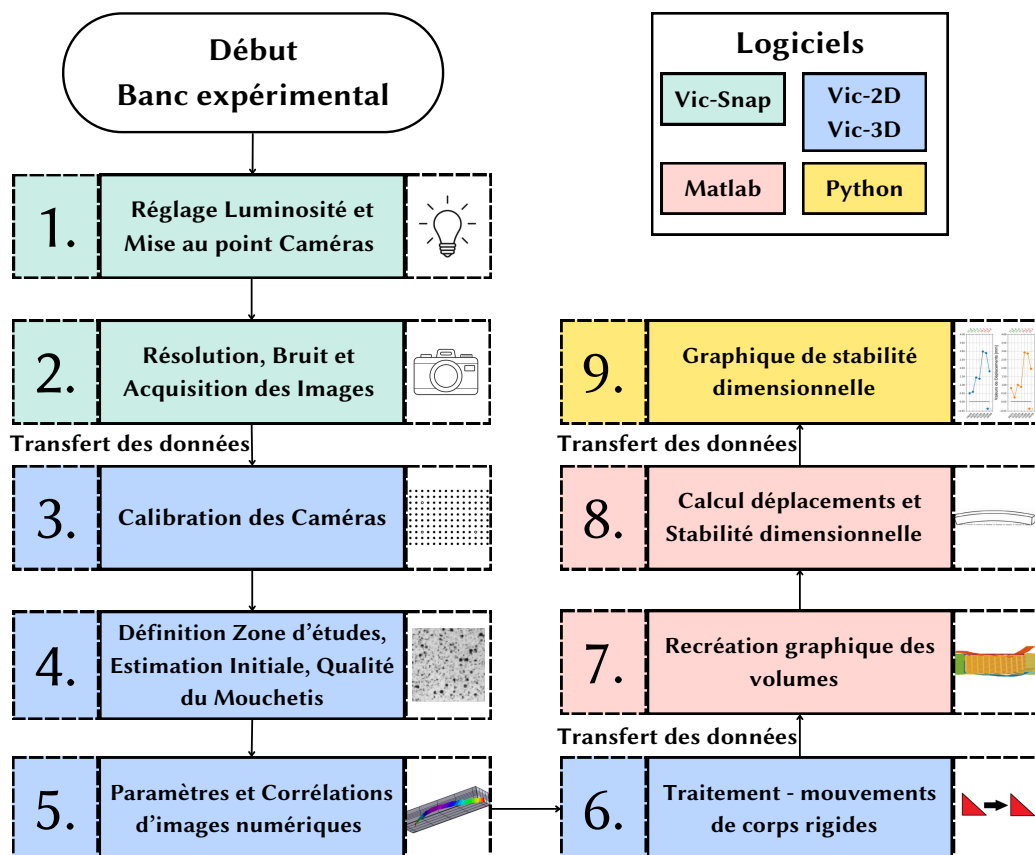 Début
Banc expérimental
Logiciels
Vic-Snap
Vic-2D
Vic-3D
Matlab
Python
1.
Réglage Luminosité et
Mise au point Caméras
2.
Résolution, Bruit et
Acquisition des Images
Transfert des données
3.
Calibration des Caméras
4.
Définition Zone d'études,
Estimation Initiale, Qualité
du Mouchetis
5.
Paramètres et Corrélations
d'images numériques
6.
Traitement - mouvements
de corps rigides
Transfert des données
7.
Recréation graphique des
volumes
8.
Calcul déplacements et
Stabilité dimensionnelle
Transfert des données
9.
Graphique de stabilité
dimensionnelle